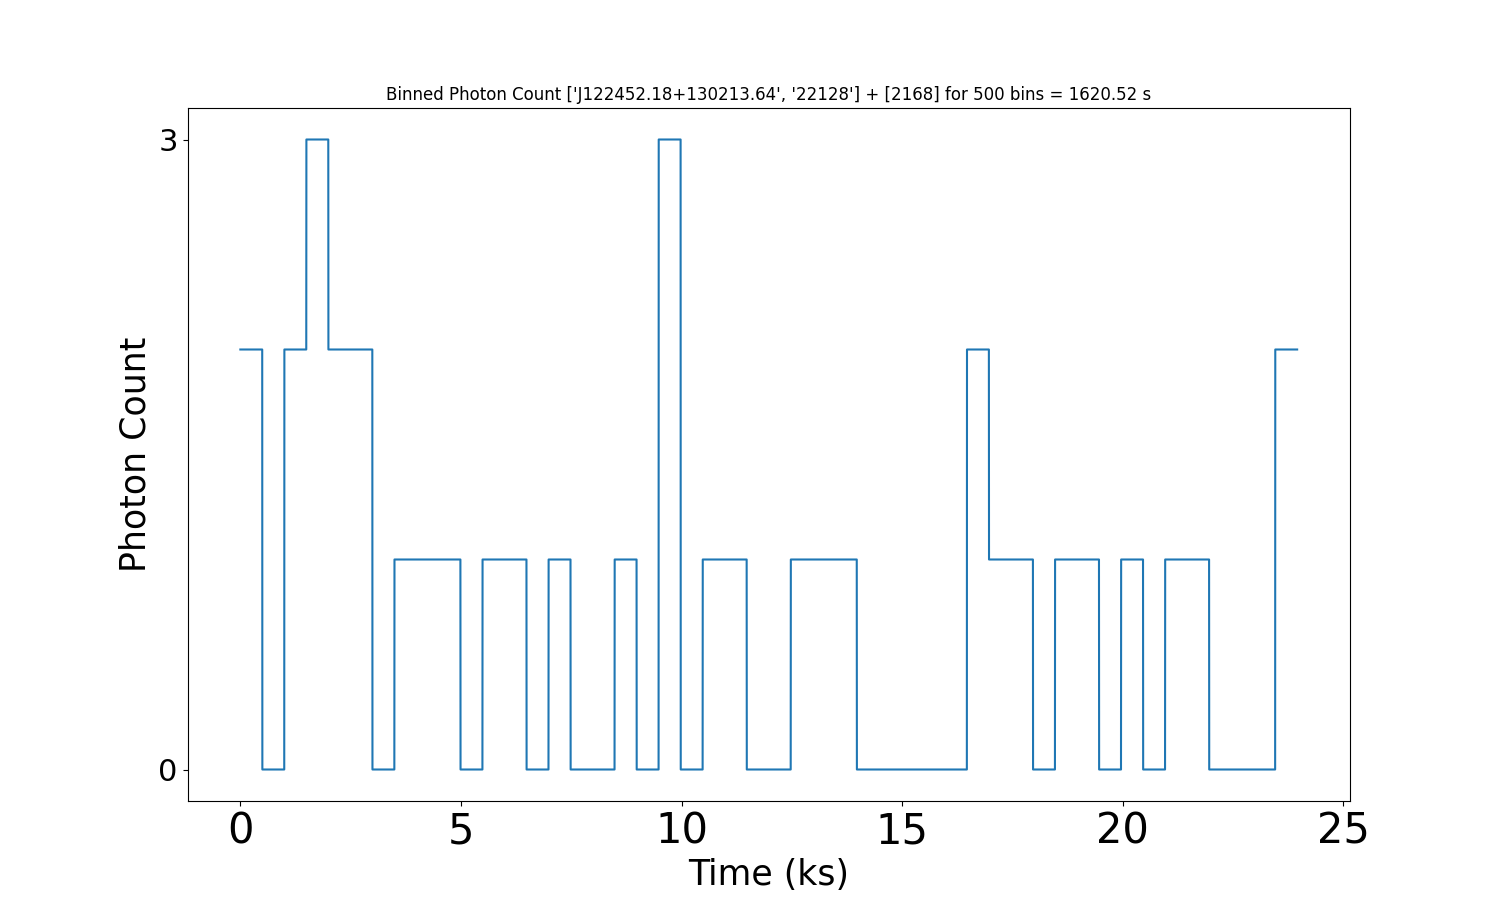 Binned Photon Count ['J122452.18+130213.64', '22128'] + [2168] for 500 bins = 1620.52 s
3
Photon Count
0
0 5 10 15 20 25
Time (ks)